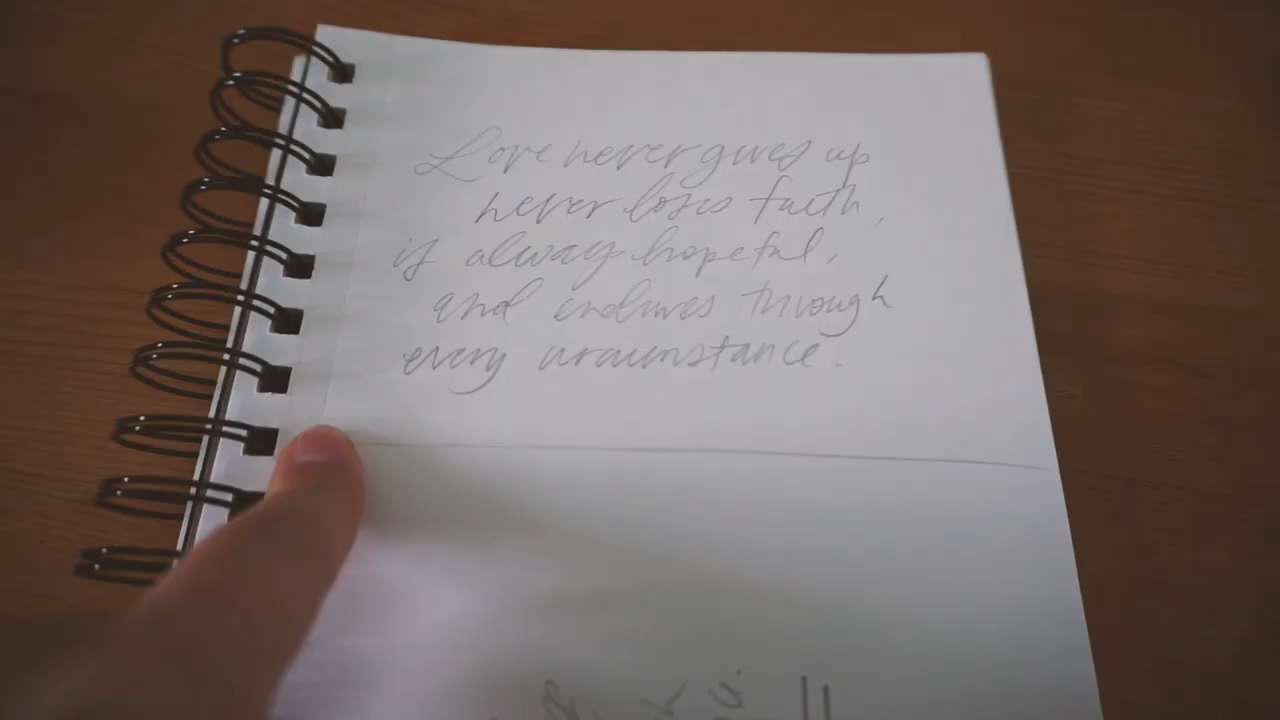 Love never gives up
never loses faith,
is always hopeful,
and endures through
every circumstance.